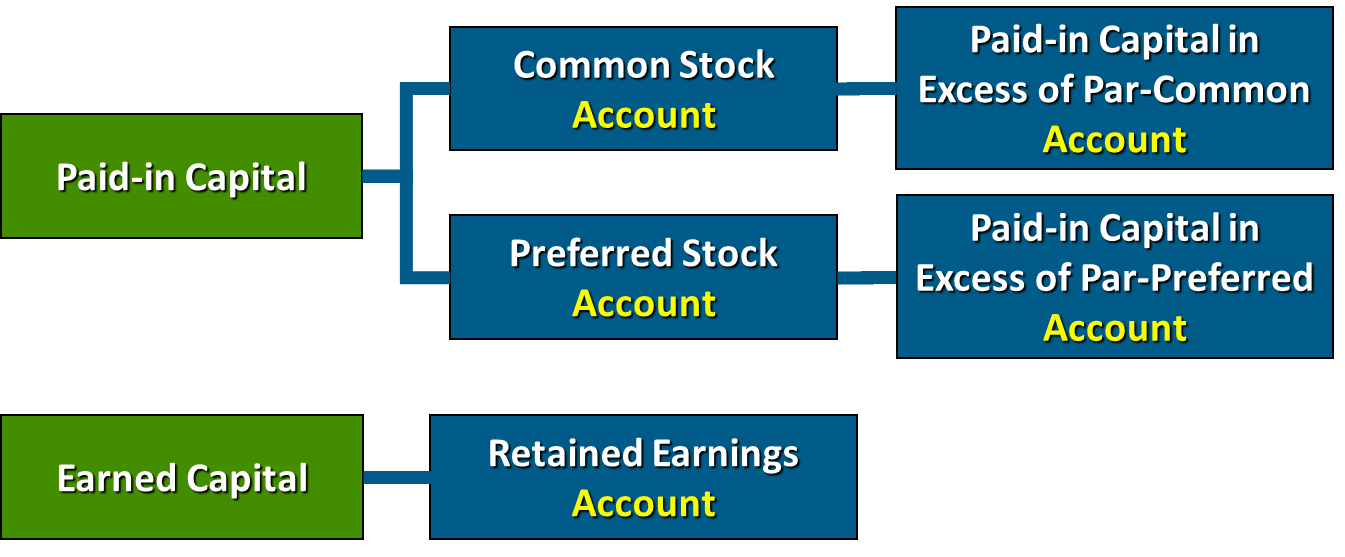 Paid-in Capital
Common Stock
Account
Paid-in Capital in
Excess of Par-Common
Account
Preferred Stock
Account
Paid-in Capital in
Excess of Par-Preferred
Account
Earned Capital
Retained Earnings
Account